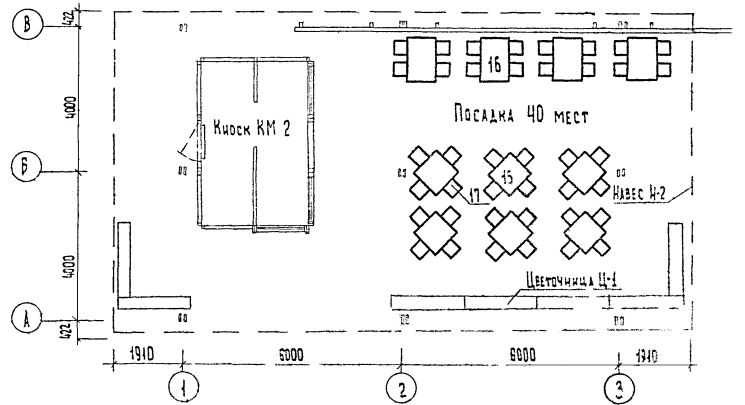 В
422
4000
Б
4000
А
422
16
Киоск КМ 2
Посадка 40 мест
15
17
Навес Н-2
Цветочница Ц-1
1910
6000
6000
1910
1
2
3